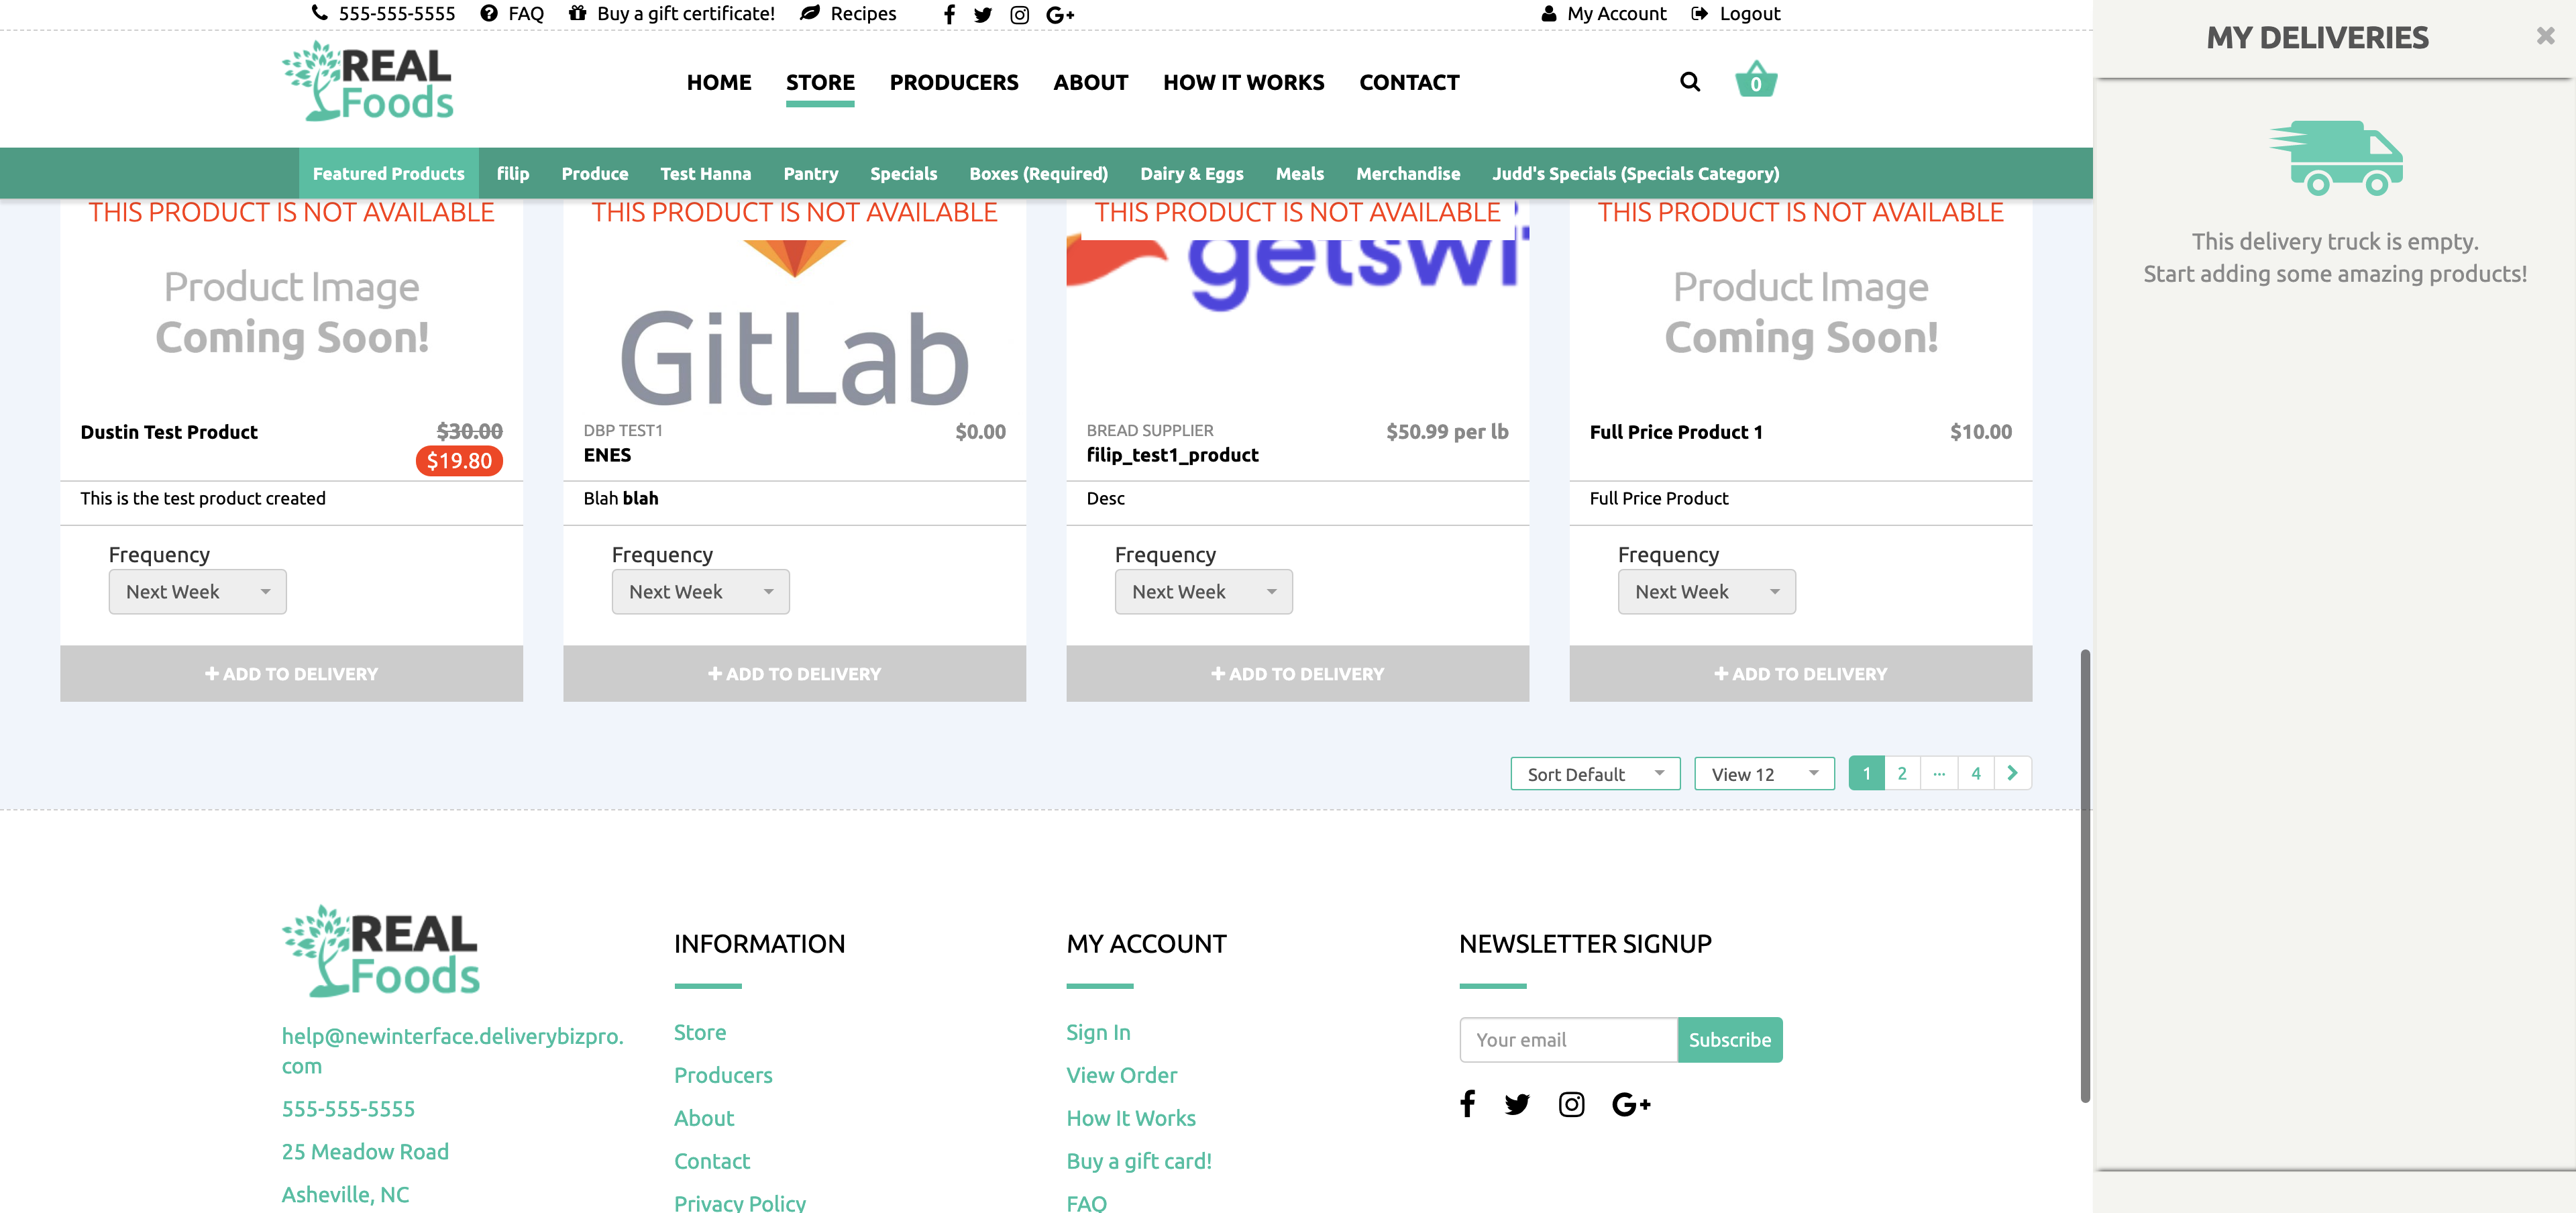 555-555-5555 FAQ Buy a gift certificate! Recipes G+ My Account Logout
REAL
Foods
HOME STORE PRODUCERS ABOUT HOW IT WORKS CONTACT 0
Featured Products filip Produce Test Hanna Pantry Specials Boxes (Required) Dairy & Eggs Meals Merchandise Judd's Specials (Specials Category)
THIS PRODUCT IS NOT AVAILABLE THIS PRODUCT IS NOT AVAILABLE THIS PRODUCT IS NOT AVAILABLE THIS PRODUCT IS NOT AVAILABLE
Product Image
Coming Soon!
GitLab
getswi
Product Image
Coming Soon!
Dustin Test Product $30.00
$19.80
This is the test product created
Frequency
Next Week
+ ADD TO DELIVERY
DBP TEST1 $0.00
ENES
Blah blah
Frequency
Next Week
+ ADD TO DELIVERY
BREAD SUPPLIER $50.99 per lb
filip_test1_product
Desc
Frequency
Next Week
+ ADD TO DELIVERY
Full Price Product 1 $10.00
Full Price Product
Frequency
Next Week
+ ADD TO DELIVERY
Sort Default View 12 1 2 ... 4
REAL
Foods
help@newinterface.deliverybizpro.
com
555-555-5555
25 Meadow Road
Asheville, NC
INFORMATION
Store
Producers
About
Contact
Privacy Policy
MY ACCOUNT
Sign In
View Order
How It Works
Buy a gift card!
FAQ
NEWSLETTER SIGNUP
Your email Subscribe
G+
MY DELIVERIES
This delivery truck is empty.
Start adding some amazing products!